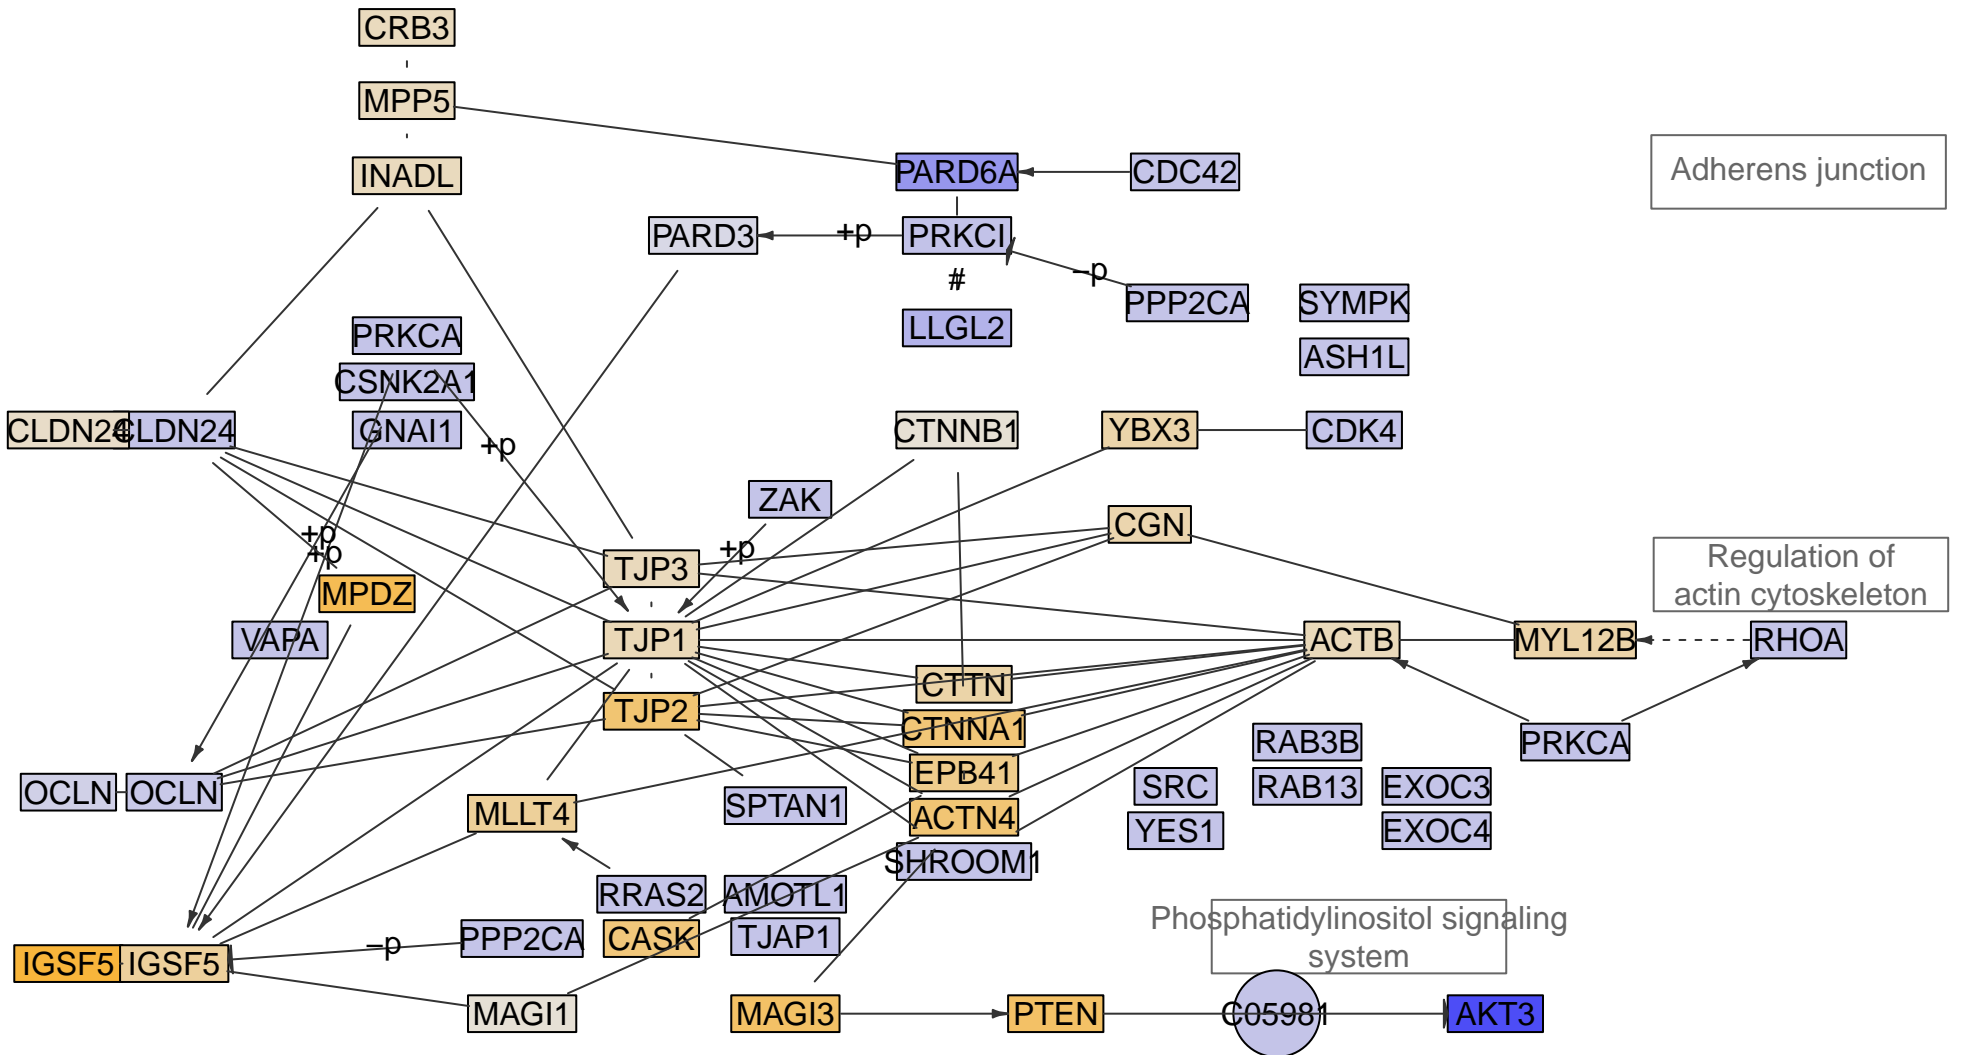 CRB3
MPP5
INADL
PARD6A
CDC42
Adherens junction
PARD3
+p
PRKCI
#
−p
PPP2CA
SYMPK
LLGL2
PRKCA
ASH1L
CSNK2A1
CLDN24
CLDN24
GNAI1
+p
CTNNB1
YBX3
CDK4
ZAK
CGN
+p
+p
+p
TJP3
Regulation of
actin cytoskeleton
MPDZ
VAPA
TJP1
ACTB
MYL12B
RHOA
CTTN
TJP2
CTNNA1
RAB3B
PRKCA
EPB41
OCLN
OCLN
SRC
RAB13
EXOC3
MLLT4
SPTAN1
ACTN4
YES1
EXOC4
SHROOM1
RRAS2
AMOTL1
Phosphatidylinositol signaling
system
−p
PPP2CA
CASK
TJAP1
IGSF5
IGSF5
MAGI1
MAGI3
PTEN
C05981
AKT3